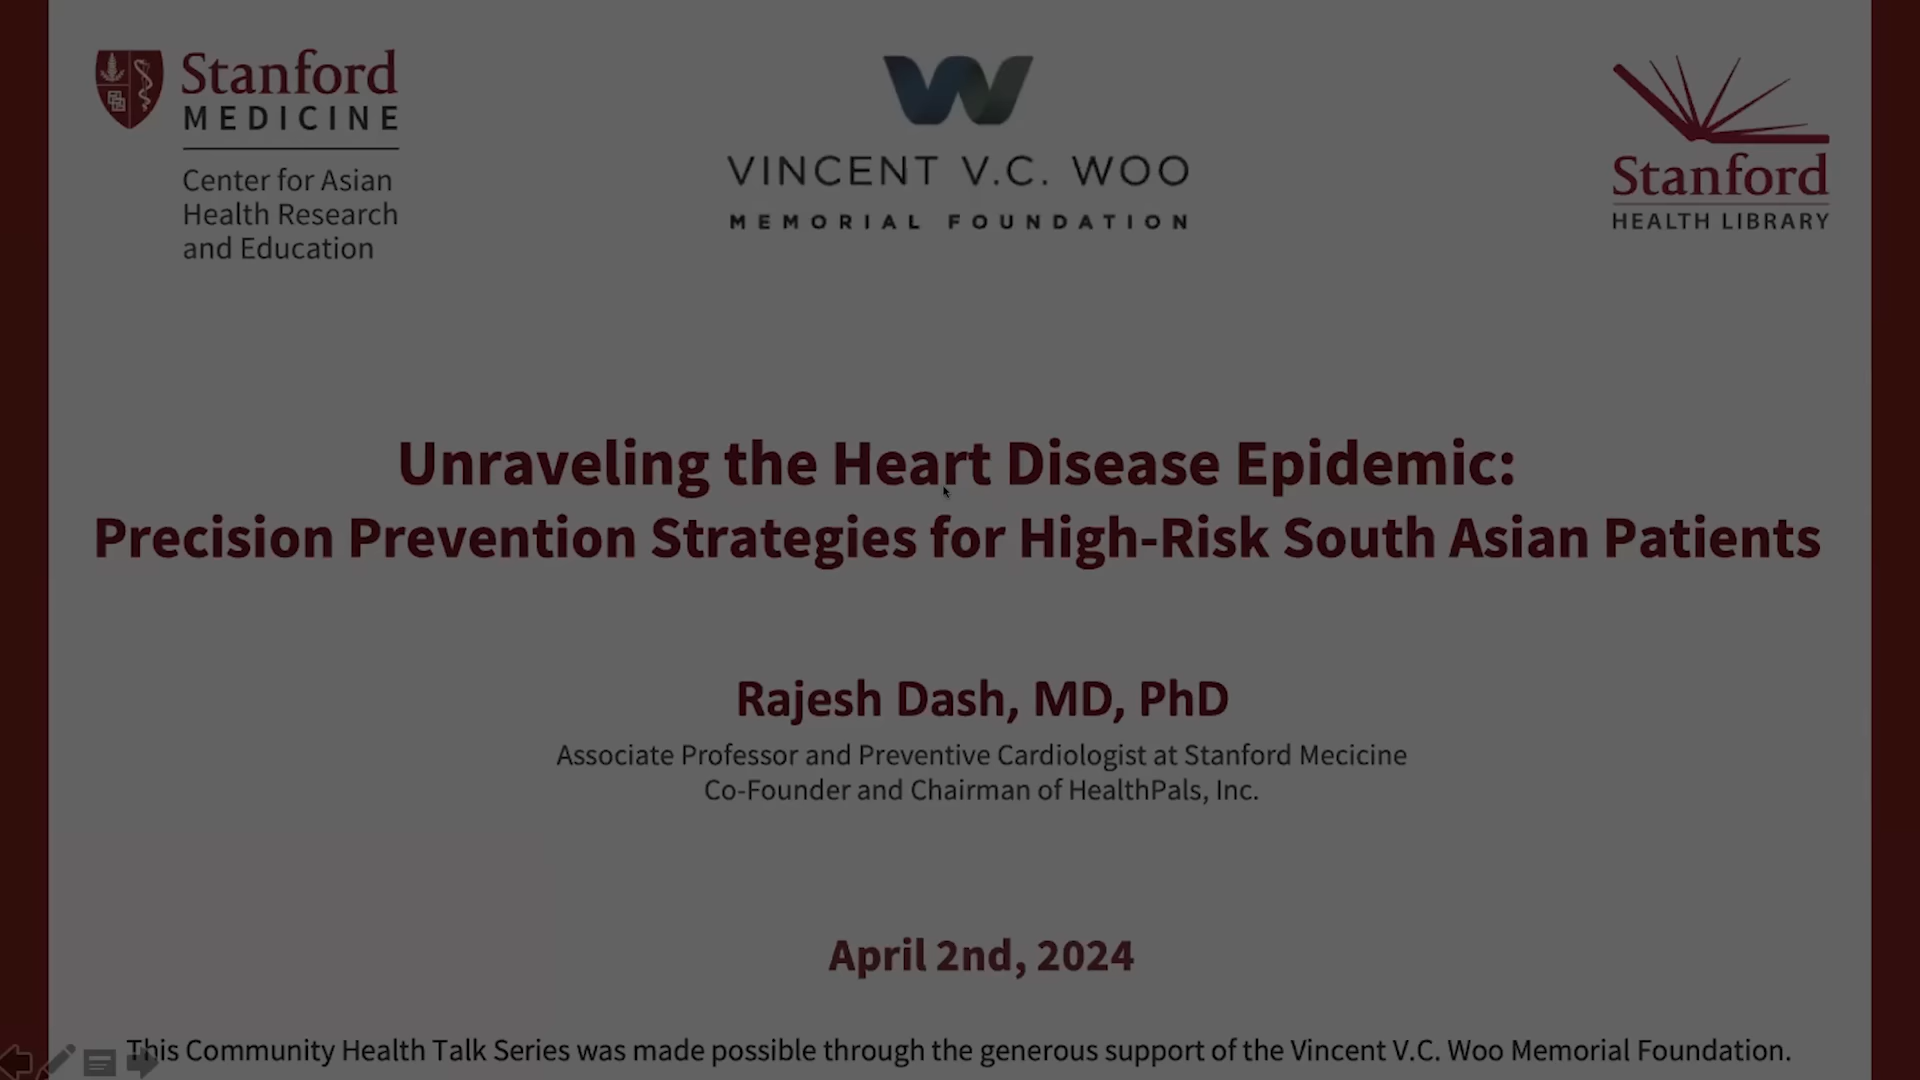 Stanford
MEDICINE
Center for Asian
Health Research
and Education
VINCENT V.C. WOO
MEMORIAL FOUNDATION
Stanford
HEALTH LIBRARY
Unraveling the Heart Disease Epidemic:
Precision Prevention Strategies for High-Risk South Asian Patients
Rajesh Dash, MD, PhD
Associate Professor and Preventive Cardiologist at Stanford Mecicine
Co-Founder and Chairman of HealthPals, Inc.
April 2nd, 2024
This Community Health Talk Series was made possible through the generous support of the Vincent V.C. Woo Memorial Foundation.